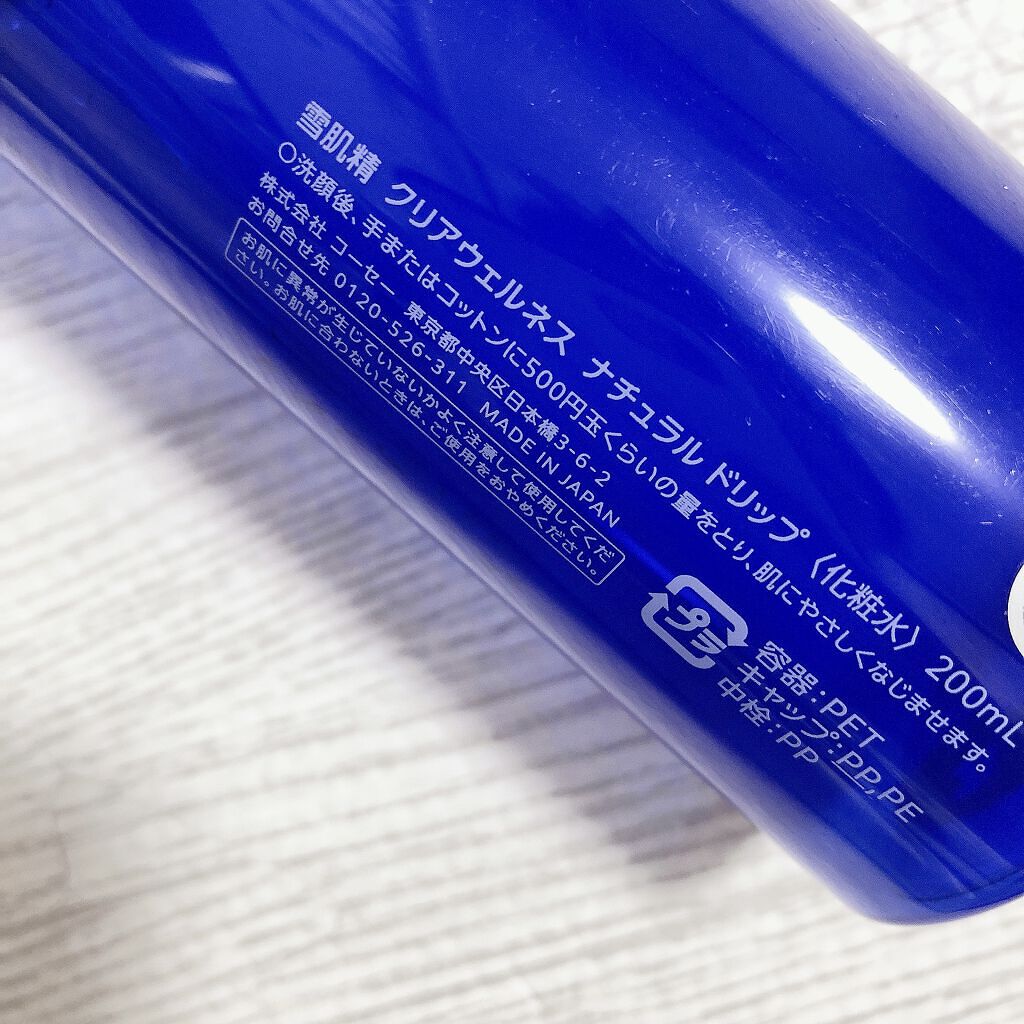 雪肌精 クリアウェルネス ナチュラル ドリップ〈化粧水〉200mL
○洗顔後、手またはコットンに500円玉くらいの量をとり、肌にやさしくなじませます。
株式会社 コーセー 東京都中央区日本橋3-6-2
お問合せ先 0120-526-311 MADE IN JAPAN
お肌に異常が生じていないかよく注意して使用してくだ
さい。お肌に合わないときは、ご使用をおやめください。
プラ
容器:PET
キャップ:PP,PE
中栓:PP